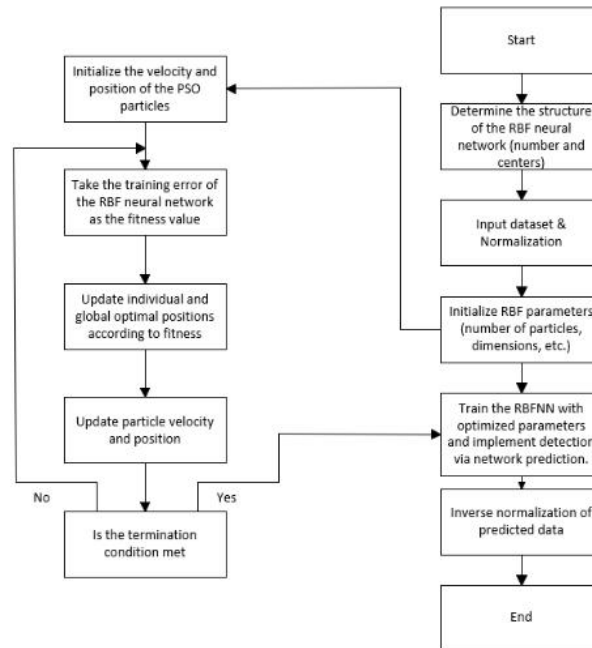 Start
Determine the structure
of the RBF neural
network (number and
centers)
Input dataset &
Normalization
Initialize RBF parameters
(number of particles,
dimensions, etc.)
Initialize the velocity and
position of the PSO
particles
Take the training error of
the RBF neural network
as the fitness value
Update individual and
global optimal positions
according to fitness
Update particle velocity
and position
Is the termination
condition met
No
Yes
Train the RBFNN with
optimized parameters
and implement detection
via network prediction.
Inverse normalization of
predicted data
End